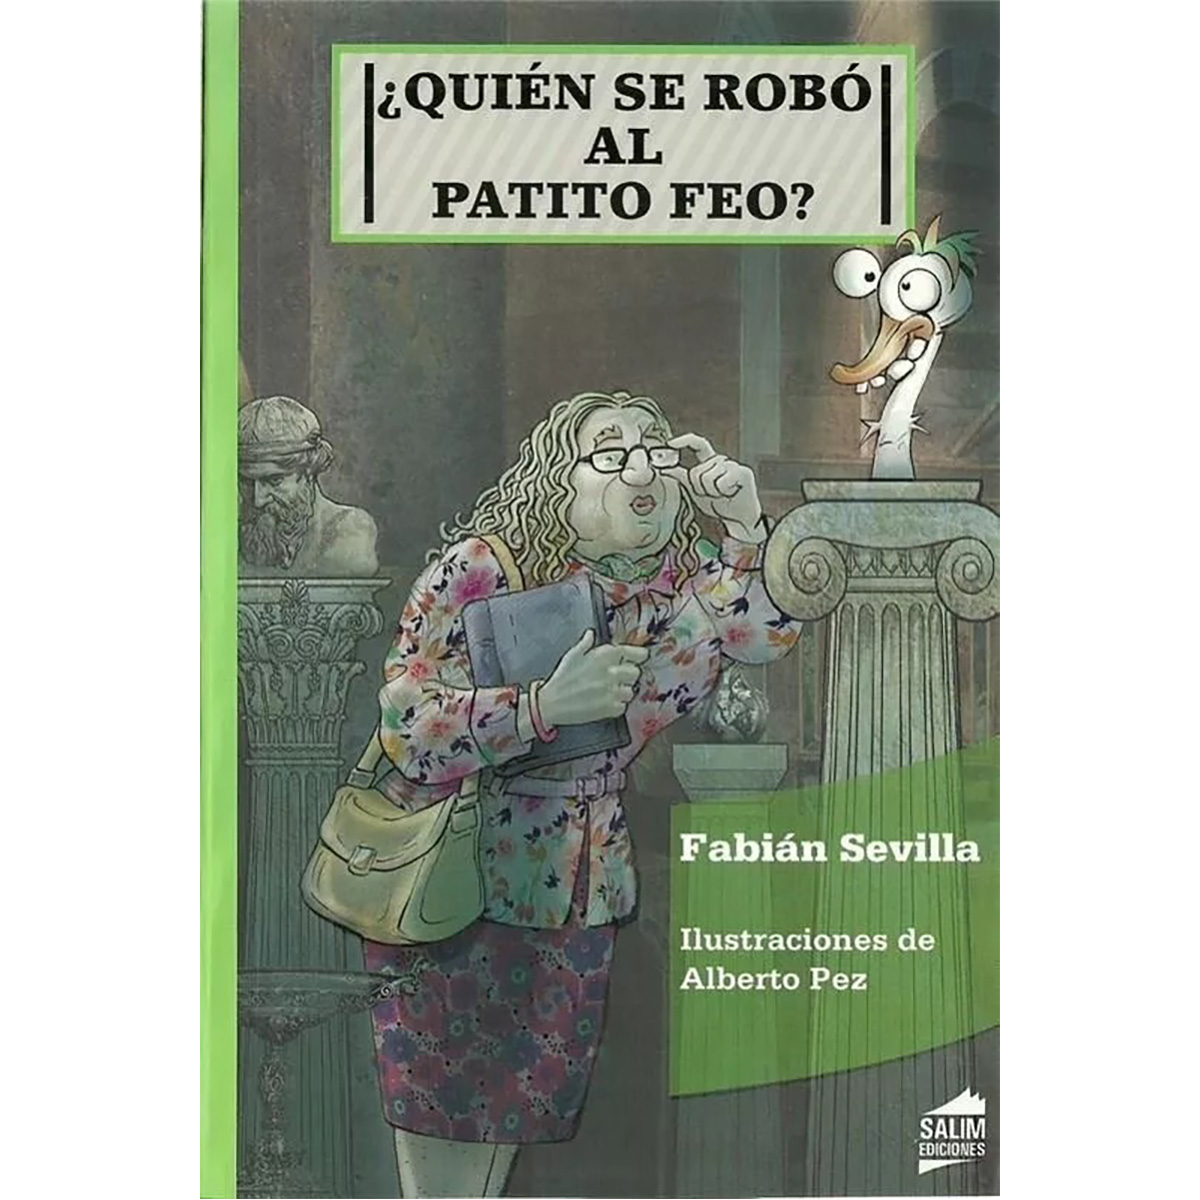 ¿QUIÉN SE ROBÓ
AL
PATITO FEO?
Fabián Sevilla
Ilustraciones de
Alberto Pez
SALIM
EDICIONES